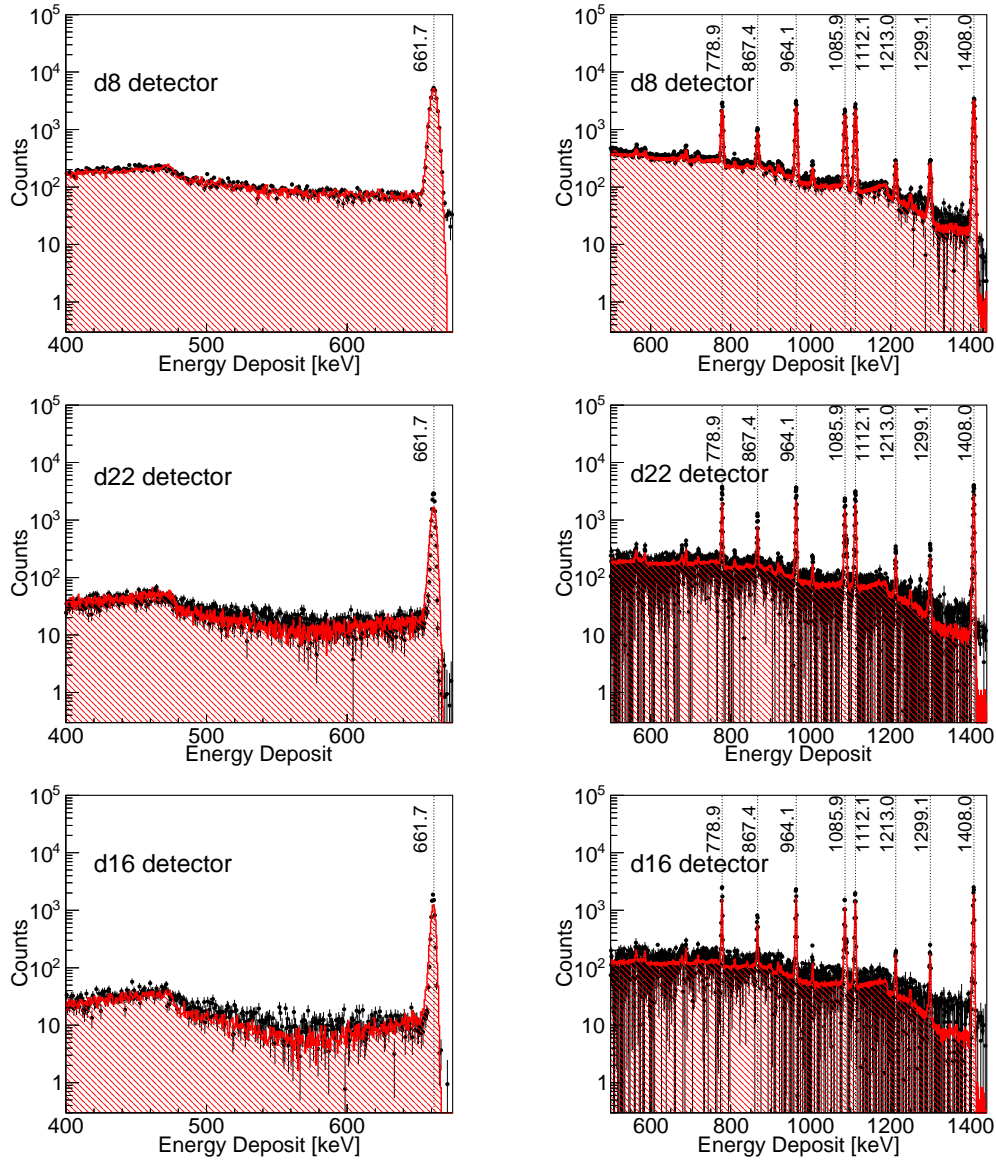 10^5
10^4
10^3
10^2
10
1
Counts
d8 detector
661.7
400 500 600
Energy Deposit [keV]
10^5
10^4
10^3
10^2
10
1
Counts
d8 detector
778.9
867.4
964.1
1085.9
1112.1
1213.0
1299.1
1408.0
600 800 1000 1200 1400
Energy Deposit [keV]
10^5
10^4
10^3
10^2
10
1
Counts
d22 detector
661.7
400 500 600
Energy Deposit
10^5
10^4
10^3
10^2
10
1
Counts
d22 detector
778.9
867.4
964.1
1085.9
1112.1
1213.0
1299.1
1408.0
600 800 1000 1200 1400
Energy Deposit [keV]
10^5
10^4
10^3
10^2
10
1
Counts
d16 detector
661.7
400 500 600
Energy Deposit [keV]
10^5
10^4
10^3
10^2
10
1
Counts
d16 detector
778.9
867.4
964.1
1085.9
1112.1
1213.0
1299.1
1408.0
600 800 1000 1200 1400
Energy Deposit [keV]